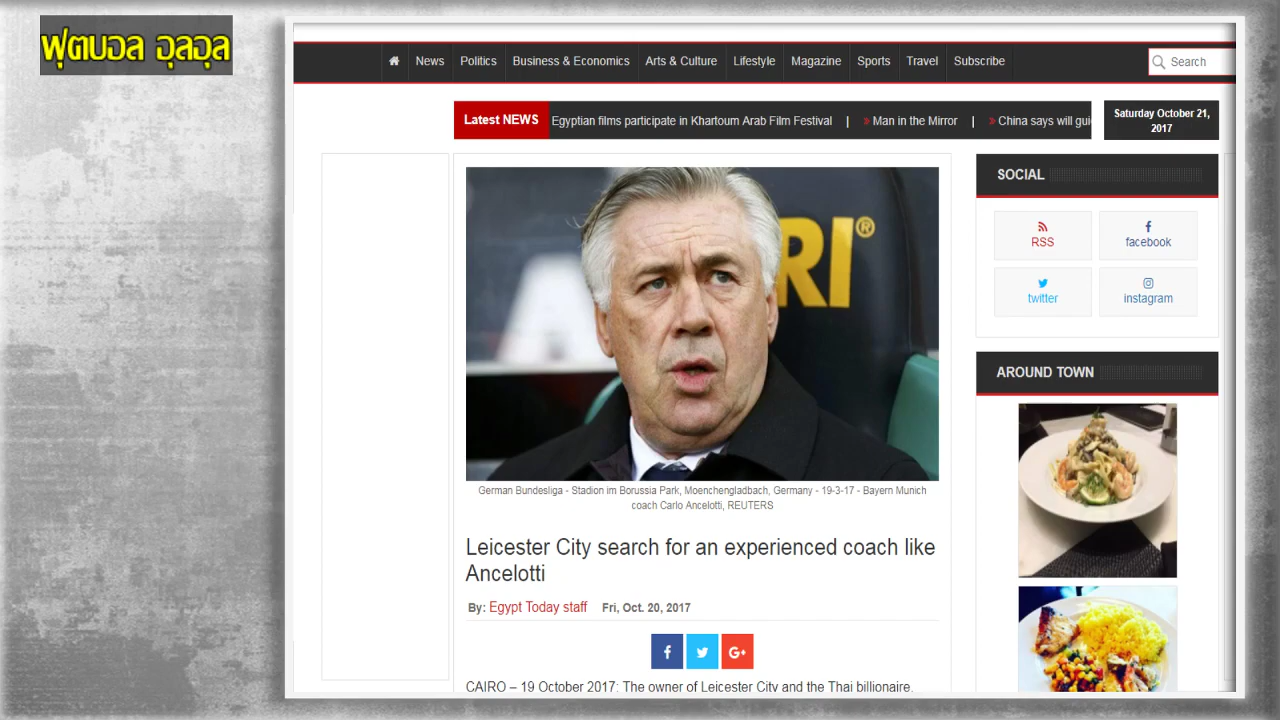 ฟุตบอล อุลอุล
News Politics Business & Economics Arts & Culture Lifestyle Magazine Sports Travel Subscribe Search
Latest NEWS Egyptian films participate in Khartoum Arab Film Festival | » Man in the Mirror | » China says will gui
Saturday October 21,
2017
RI®
German Bundesliga - Stadion im Borussia Park, Moenchengladbach, Germany - 19-3-17 - Bayern Munich
coach Carlo Ancelotti, REUTERS
Leicester City search for an experienced coach like
Ancelotti
By: Egypt Today staff Fri, Oct. 20, 2017
f G+
CAIRO – 19 October 2017: The owner of Leicester City and the Thai billionaire,
SOCIAL
RSS facebook
twitter instagram
AROUND TOWN